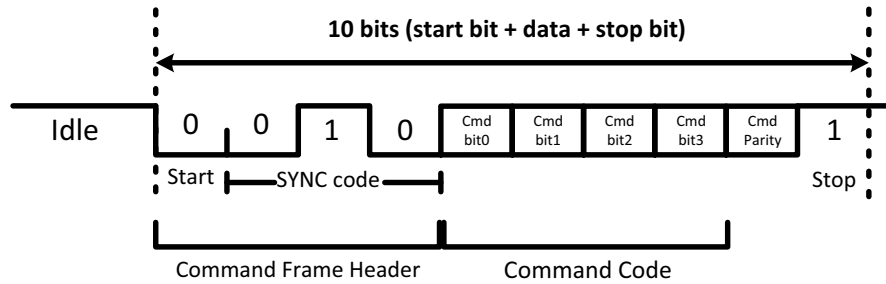 10 bits (start bit + data + stop bit)
Idle 0 0 1 0 Cmd bit0 Cmd bit1 Cmd bit2 Cmd bit3 Cmd Parity 1
Start SYNC code Stop
Command Frame Header Command Code